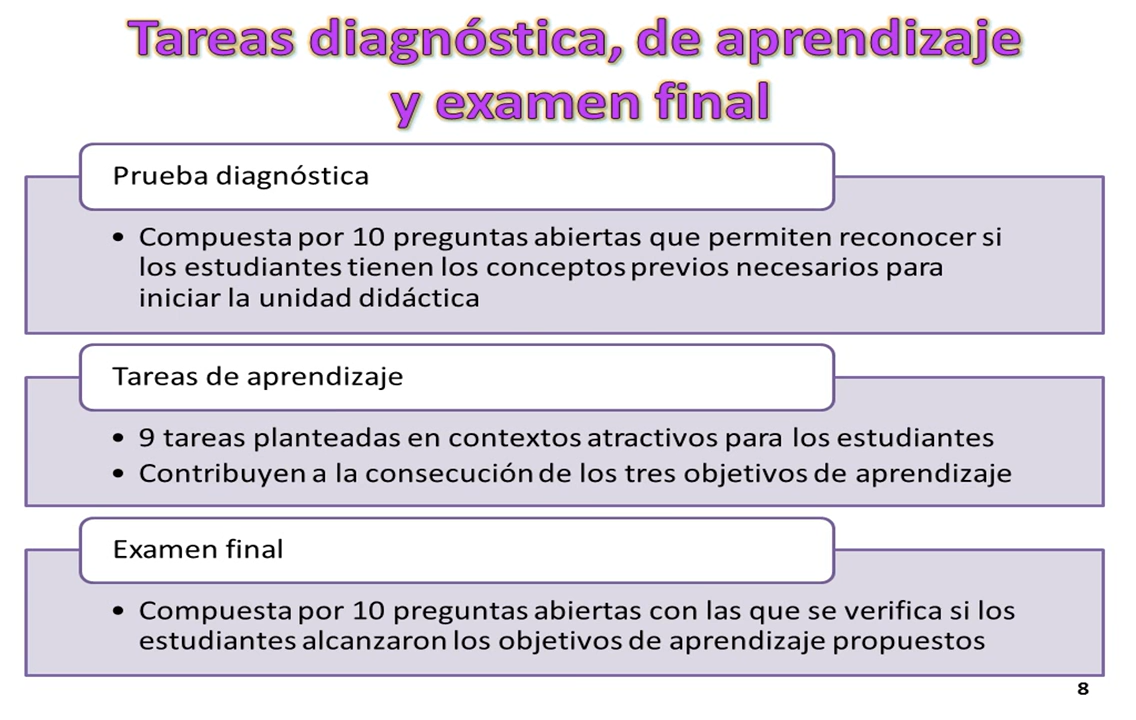 Tareas diagnóstica, de aprendizaje
y examen final
Prueba diagnóstica
• Compuesta por 10 preguntas abiertas que permiten reconocer si
los estudiantes tienen los conceptos previos necesarios para
iniciar la unidad didáctica
Tareas de aprendizaje
• 9 tareas planteadas en contextos atractivos para los estudiantes
• Contribuyen a la consecución de los tres objetivos de aprendizaje
Examen final
• Compuesta por 10 preguntas abiertas con las que se verifica si los
estudiantes alcanzaron los objetivos de aprendizaje propuestos
8